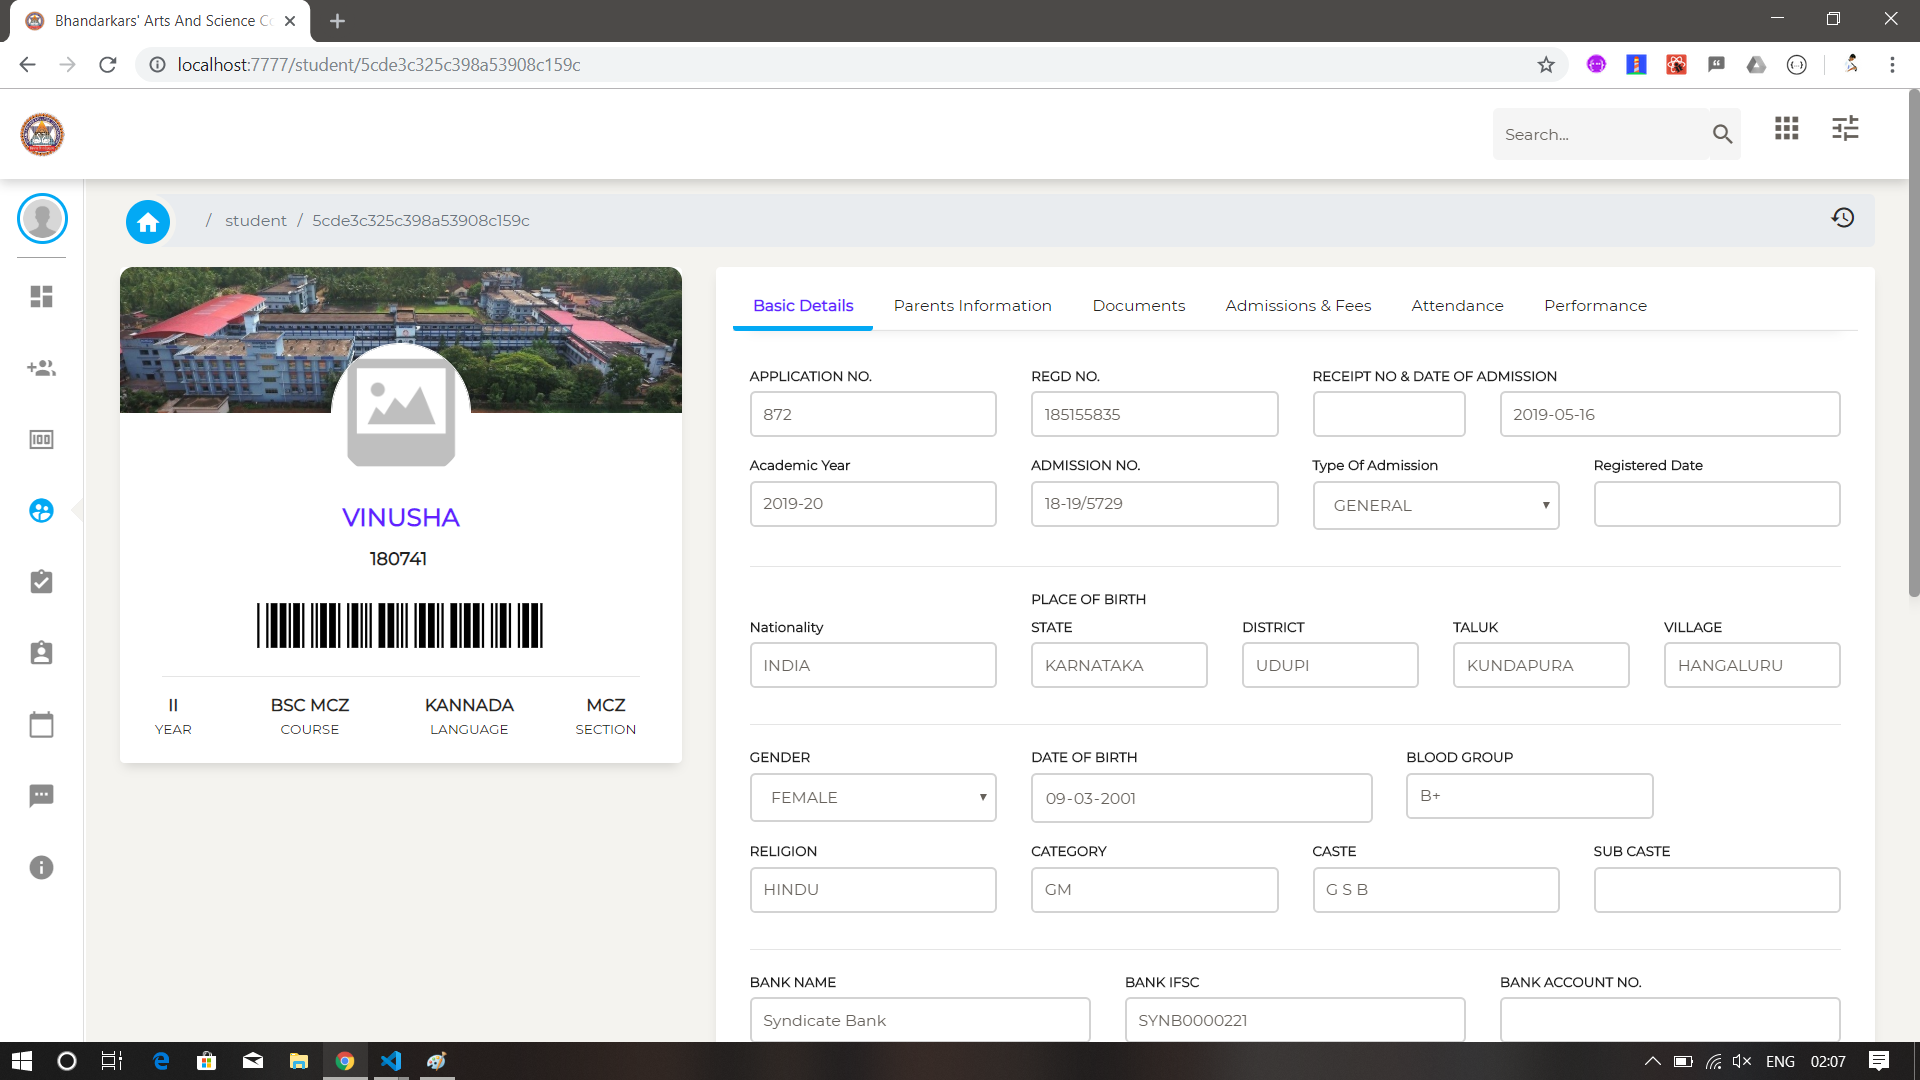 Bhandarkars' Arts And Science Co
localhost:7777/student/5cde3c325c398a53908c159c
Search...
/ student / 5cde3c325c398a53908c159c
VINUSHA
180741
II BSC MCZ KANNADA MCZ
YEAR COURSE LANGUAGE SECTION
Basic Details Parents Information Documents Admissions & Fees Attendance Performance
APPLICATION NO. REGD NO. RECEIPT NO & DATE OF ADMISSION
872 185155835 2019-05-16
Academic Year ADMISSION NO. Type Of Admission Registered Date
2019-20 18-19/5729 GENERAL
PLACE OF BIRTH
Nationality STATE DISTRICT TALUK VILLAGE
INDIA KARNATAKA UDUPI KUNDAPURA HANGALURU
GENDER DATE OF BIRTH BLOOD GROUP
FEMALE 09-03-2001 B+
RELIGION CATEGORY CASTE SUB CASTE
HINDU GM G S B
BANK NAME BANK IFSC BANK ACCOUNT NO.
Syndicate Bank SYNB0000221
ENG 02:07